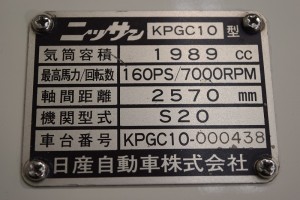 ニッサン KPGC10 型
気筒容積 1989 cc
最高馬力/回転数 160PS/7000RPM
軸間距離 2570 mm
機関型式 S20
車台番号 KPGC10-000438
日産自動車株式会社